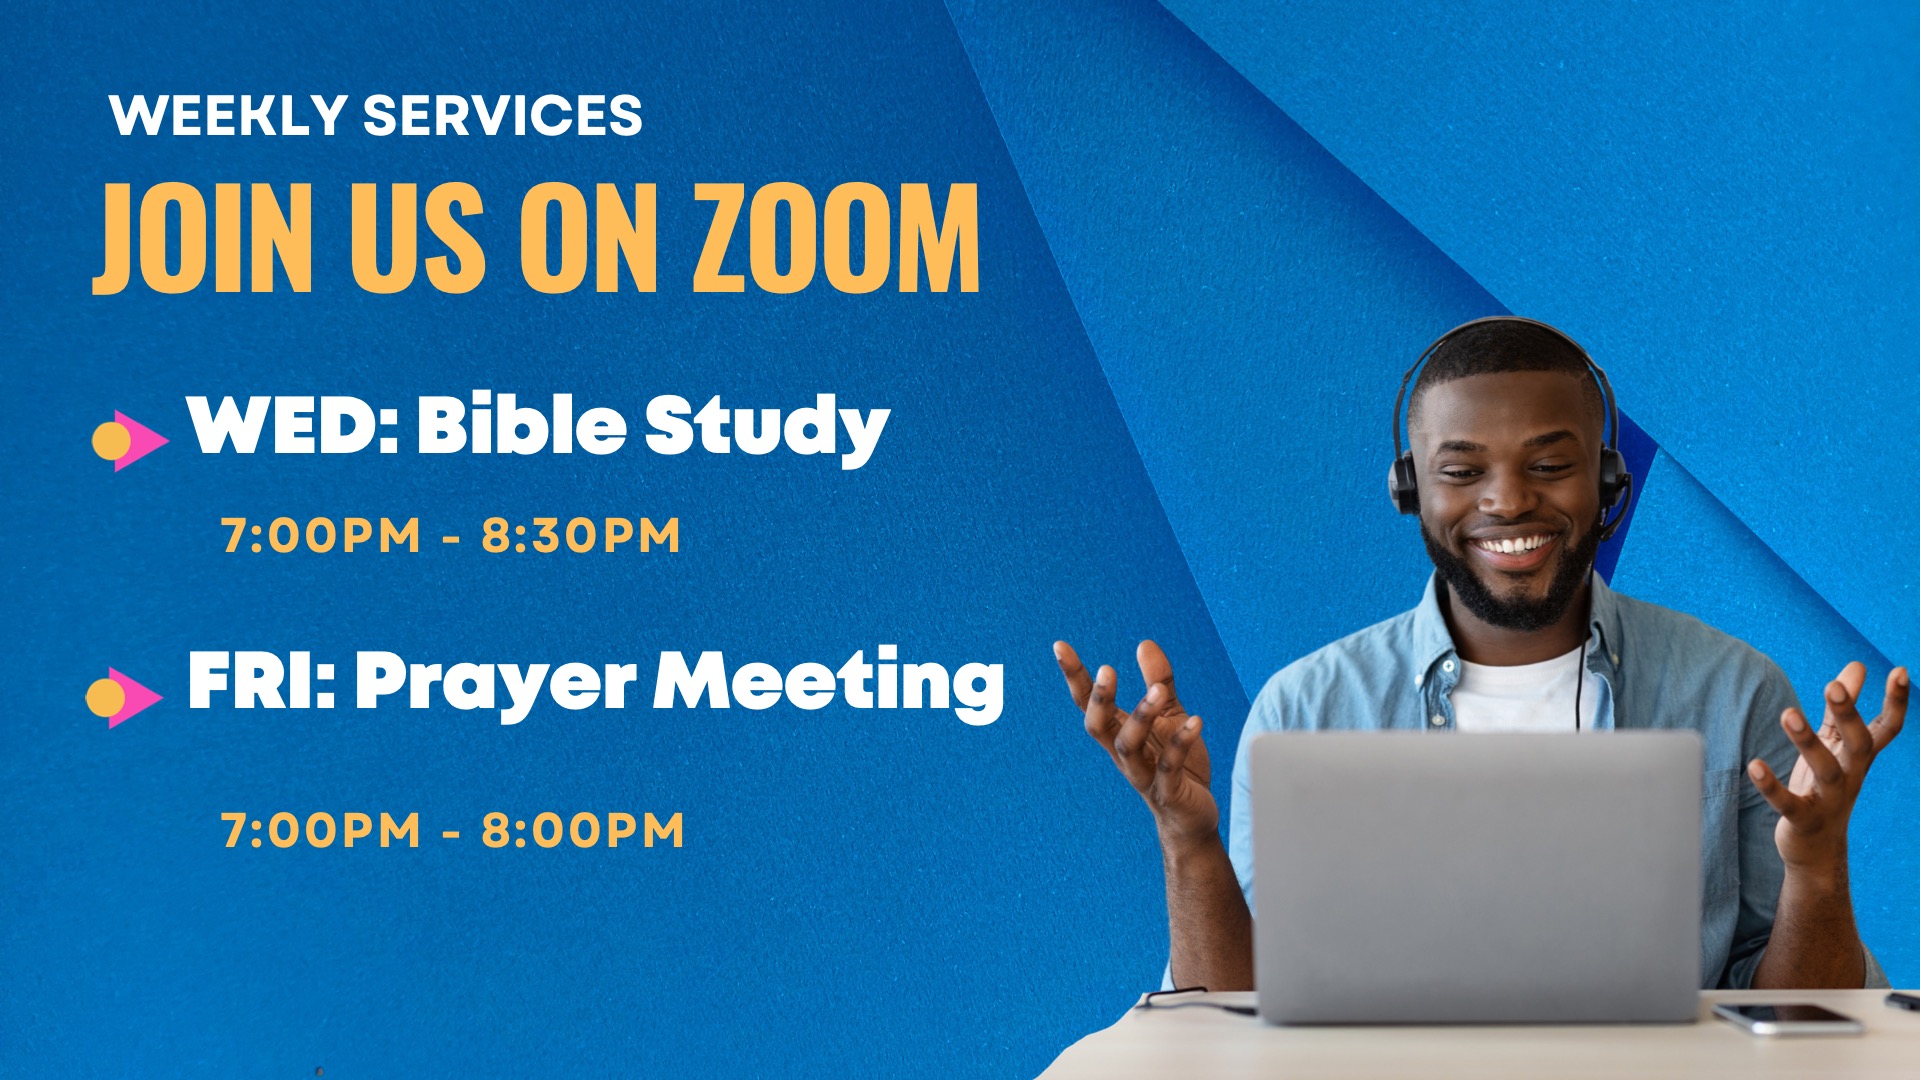 WEEKLY SERVICES
JOIN US ON ZOOM
WED: Bible Study
7:00PM - 8:30PM
FRI: Prayer Meeting
7:00PM - 8:00PM